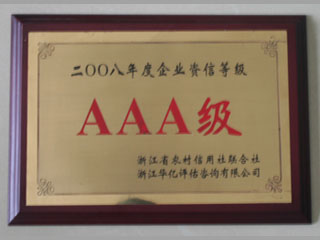 二〇〇八年度企业资信等级
AAA级
浙江省农村信用社联合社
浙江华亿评估咨询有限公司